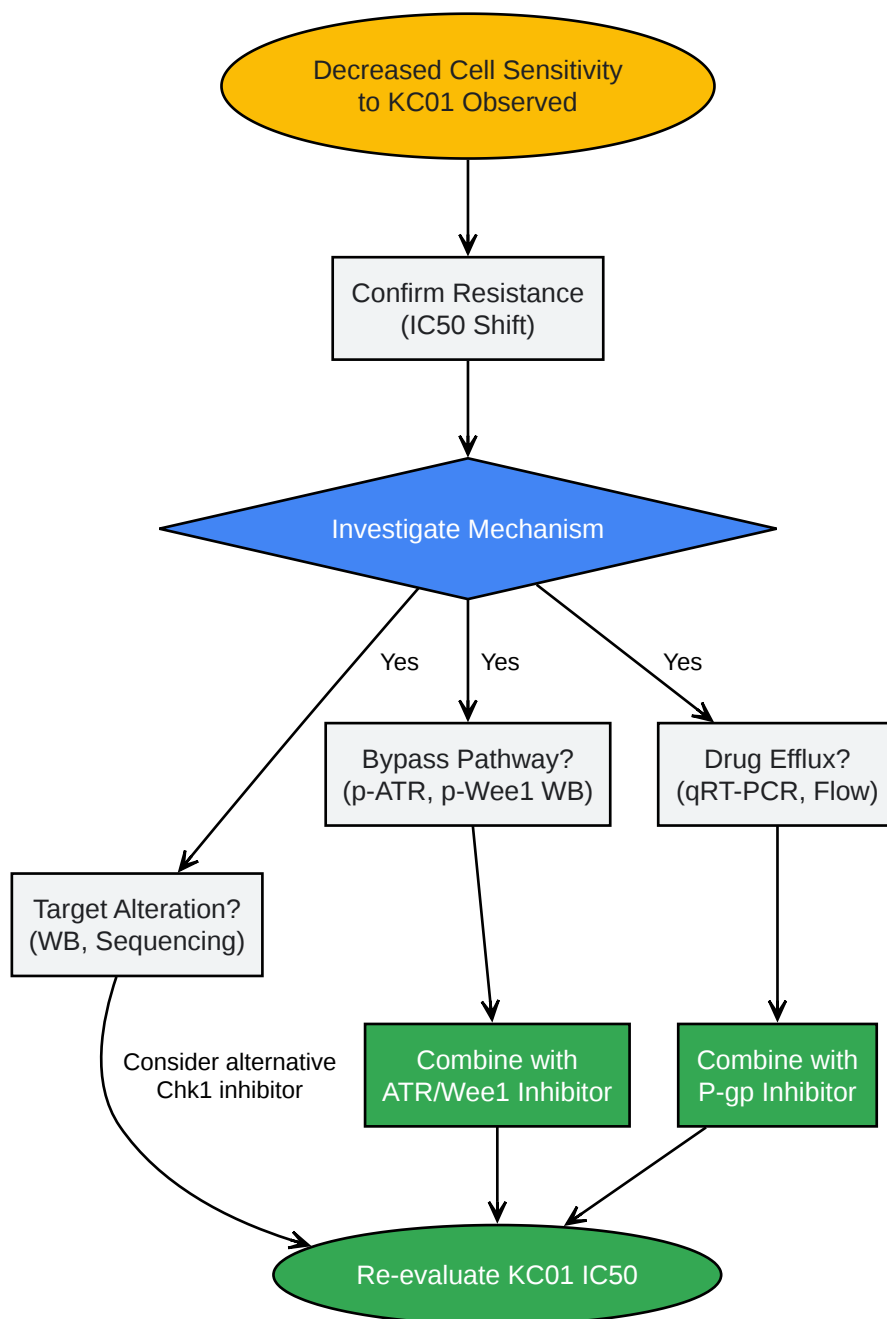 Decreased Cell Sensitivity
to KC01 Observed
Confirm Resistance
(IC50 Shift)
Investigate Mechanism
Yes
Yes
Yes
Bypass Pathway?
(p-ATR, p-Wee1 WB)
Drug Efflux?
(qRT-PCR, Flow)
Target Alteration?
(WB, Sequencing)
Consider alternative
Chk1 inhibitor
Combine with
ATR/Wee1 Inhibitor
Combine with
P-gp Inhibitor
Re-evaluate KC01 IC50